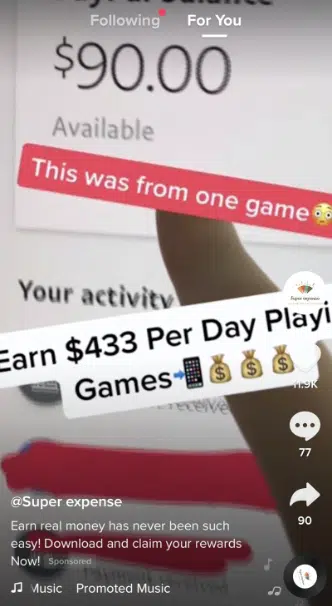 Following For You
$90.00
Available
This was from one game😳
Your activity
Earn $433 Per Day Playi
Games📲💰💰💰
Super expense
11.9K
77
90
@Super expense
Earn real money has never been such
easy! Download and claim your rewards
Now! Sponsored
Music Promoted Music